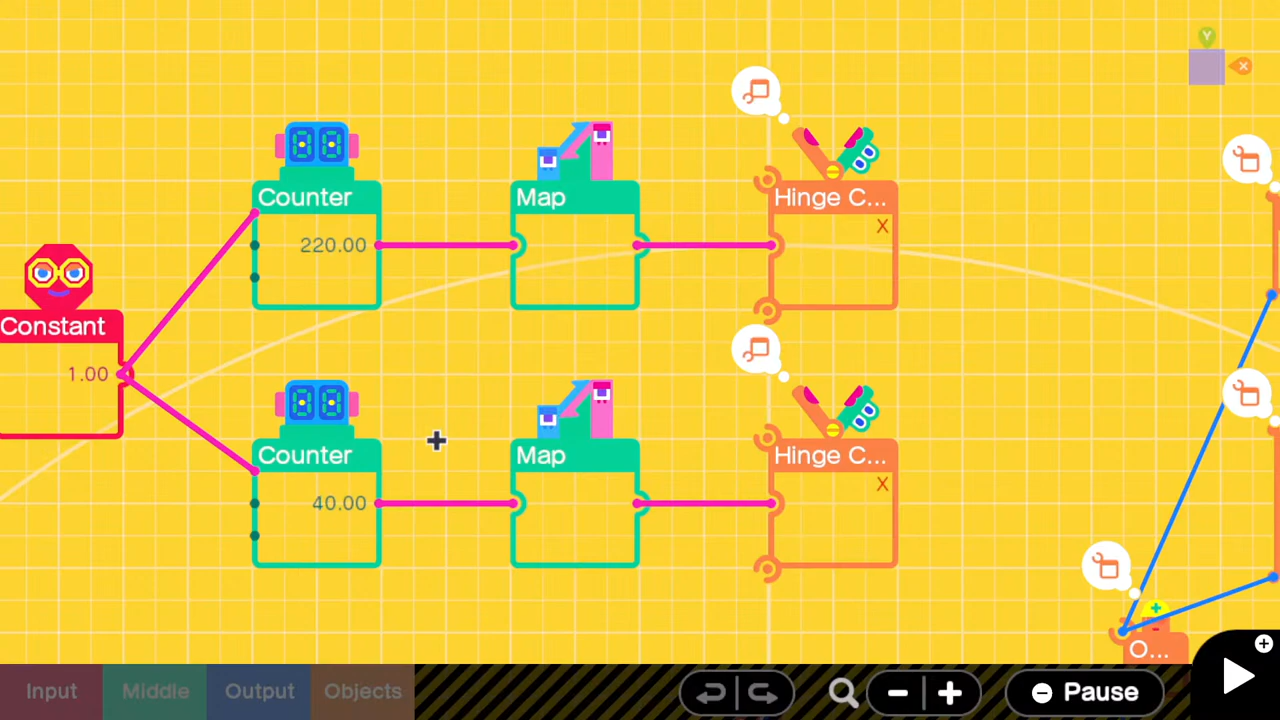 Y
X
Counter
220.00
Map
Hinge C...
X
Constant
1.00
Counter
40.00
Map
Hinge C...
X
O...
Input
Middle
Output
Objects
Pause